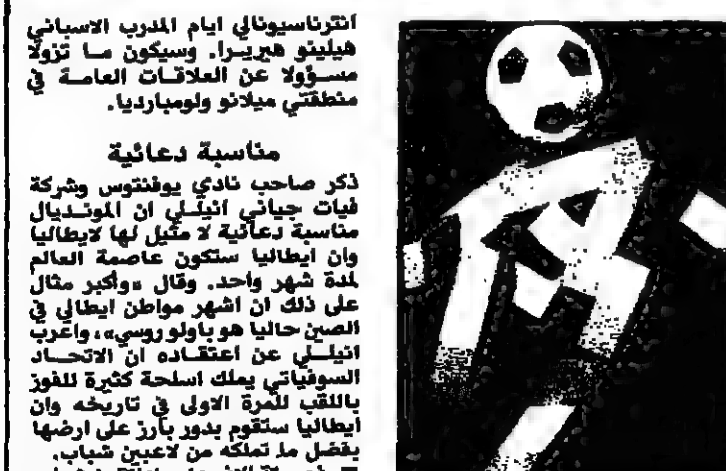 انترناسيونالي ايام المدرب الاسباني
هيلينو هيريرا. وسيكون ما تزولا
مسؤولا عن العلاقات العامة في
منطقتي ميلانو ولومبارديا.
مناسبة دعائية
ذكر صاحب نادي يوفنتوس وشركة
فيات جياني انيلي ان المونديال
مناسبة دعائية لا مثيل لها لايطاليا
وان ايطاليا ستكون عاصمة العالم
لمدة شهر واحد. وقال «وأكبر مثال
على ذلك ان اشهر مواطن ايطالي في
الصين حاليا هو باولو روسي»، واعرب
انيلي عن اعتقاده ان الاتحاد
السوفياتي يملك اسلحة كثيرة للفوز
باللقب للمرة الاولى في تاريخه وان
ايطاليا ستقوم بدور بارز على ارضها
بفضل ما تملكه من لاعبين شباب.